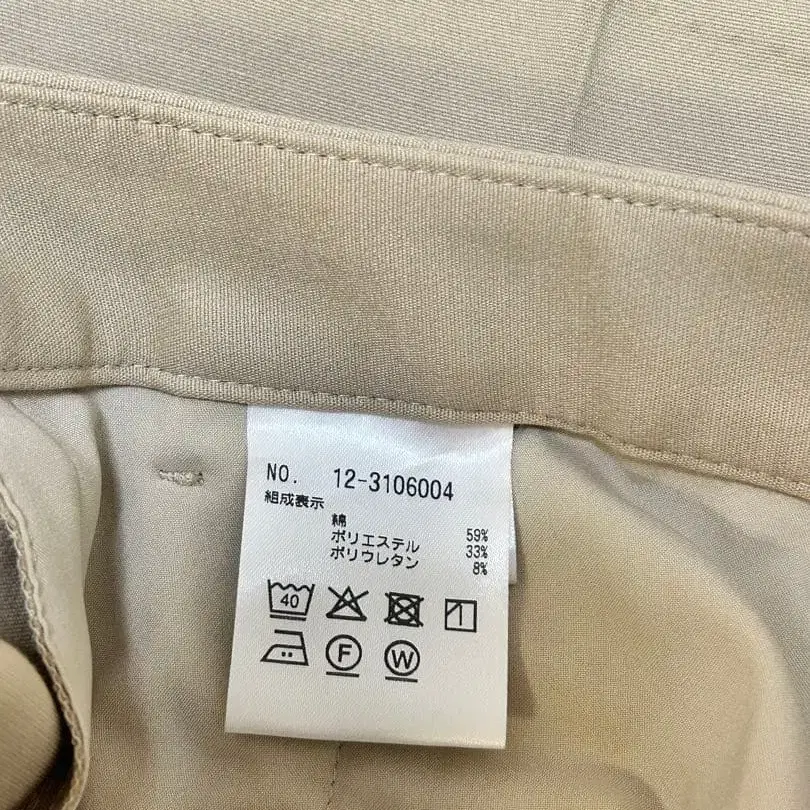 NO. 12-3106004
組成表示
綿 59%
ポリエステル 33%
ポリウレタン 8%
40
F W